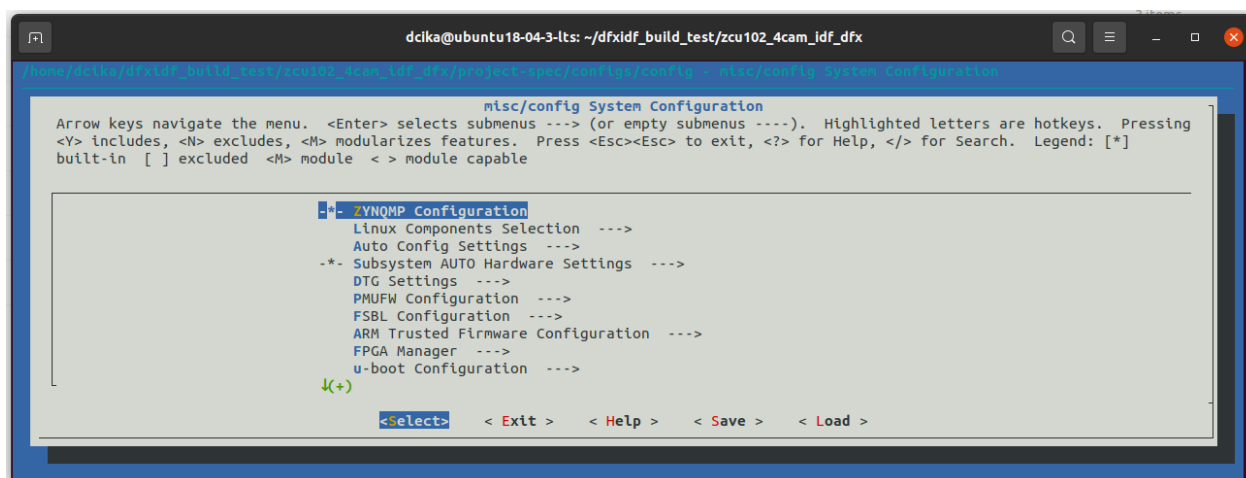 dcika@ubuntu18-04-3-lts: ~/dfxidf_build_test/zcu102_4cam_idf_dfx
/home/dcika/dfxidf_build_test/zcu102_4cam_idf_dfx/project-spec/configs/config - misc/config System Configuration
misc/config System Configuration
Arrow keys navigate the menu.  <Enter> selects submenus ---> (or empty submenus ----).  Highlighted letters are hotkeys.  Pressing
<Y> includes, <N> excludes, <M> modularizes features.  Press <Esc><Esc> to exit, <?> for Help, </> for Search.  Legend: [*]
built-in  [ ] excluded  <M> module  < > module capable
-*- ZYNQMP Configuration
Linux Components Selection  --->
Auto Config Settings  --->
-*- Subsystem AUTO Hardware Settings  --->
DTG Settings  --->
PMUFW Configuration  --->
FSBL Configuration  --->
ARM Trusted Firmware Configuration  --->
FPGA Manager  --->
u-boot Configuration  --->
↓(+)
<Select>    < Exit >    < Help >    < Save >    < Load >